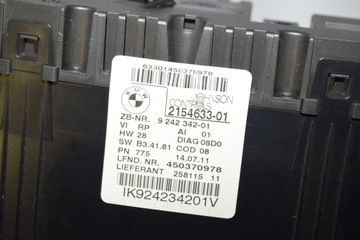 63301450370978
BMW
JOHNSON
CONTROLS
2154633-01
ZB-NR. 9 242 342-01
VI RP AI 01
HW 28 DIAG 08D0
SW B3.41.81 COD 08
PN 775 14.07.11
LFND. NR. 450370978
LIEFERANT 258115 11
IK924234201V